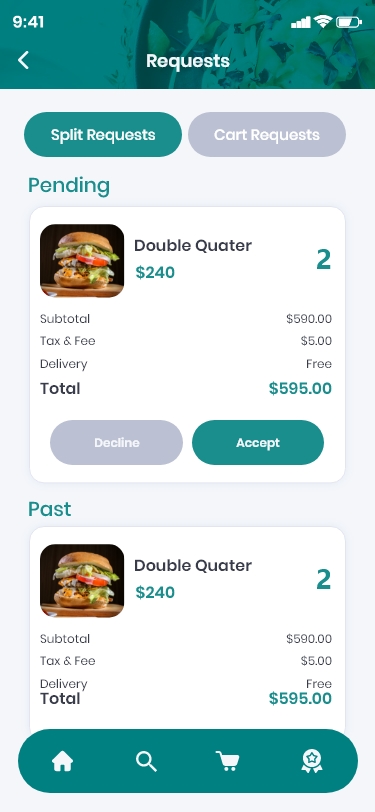 9:41
Requests
Split Requests Cart Requests
Pending
Double Quater
$240
2
Subtotal $590.00
Tax & Fee $5.00
Delivery Free
Total $595.00
Decline Accept
Past
Double Quater
$240
2
Subtotal $590.00
Tax & Fee $5.00
Delivery Free
Total $595.00